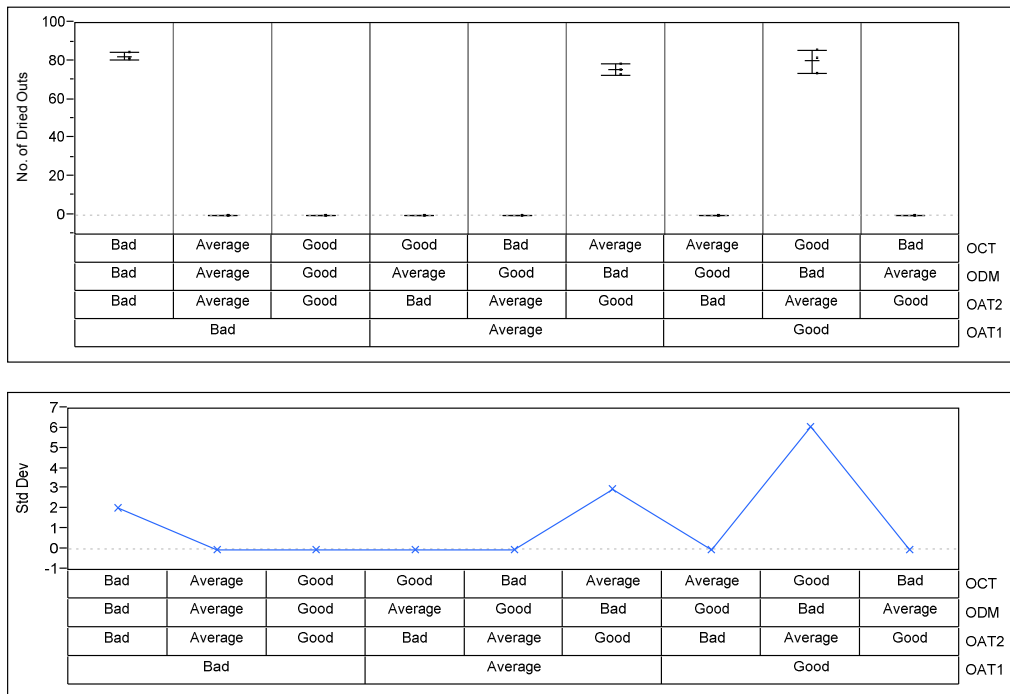 No. of Dried Outs
100
80
60
40
20
0
Bad Average Good Good Bad Average Average Good Bad OCT
Bad Average Good Average Good Bad Good Bad Average ODM
Bad Average Good Bad Average Good Bad Average Good OAT2
Bad Average Good OAT1
Std Dev
7
6
5
4
3
2
1
0
-1
Bad Average Good Good Bad Average Average Good Bad OCT
Bad Average Good Average Good Bad Good Bad Average ODM
Bad Average Good Bad Average Good Bad Average Good OAT2
Bad Average Good OAT1